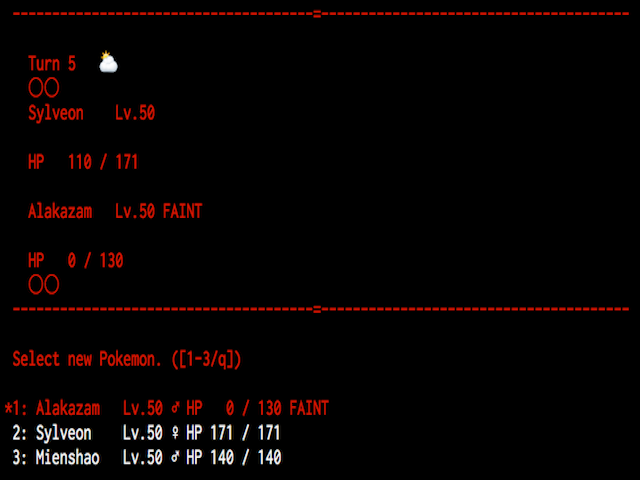 --------------------------------------=---------------------------------------
Turn 5 ⛅
○○
Sylveon Lv.50
HP 110 / 171
Alakazam Lv.50 FAINT
HP 0 / 130
○○
--------------------------------------=---------------------------------------
Select new Pokemon. ([1-3/q])
*1: Alakazam Lv.50 ♂ HP 0 / 130 FAINT
2: Sylveon Lv.50 ♀ HP 171 / 171
3: Mienshao Lv.50 ♂ HP 140 / 140